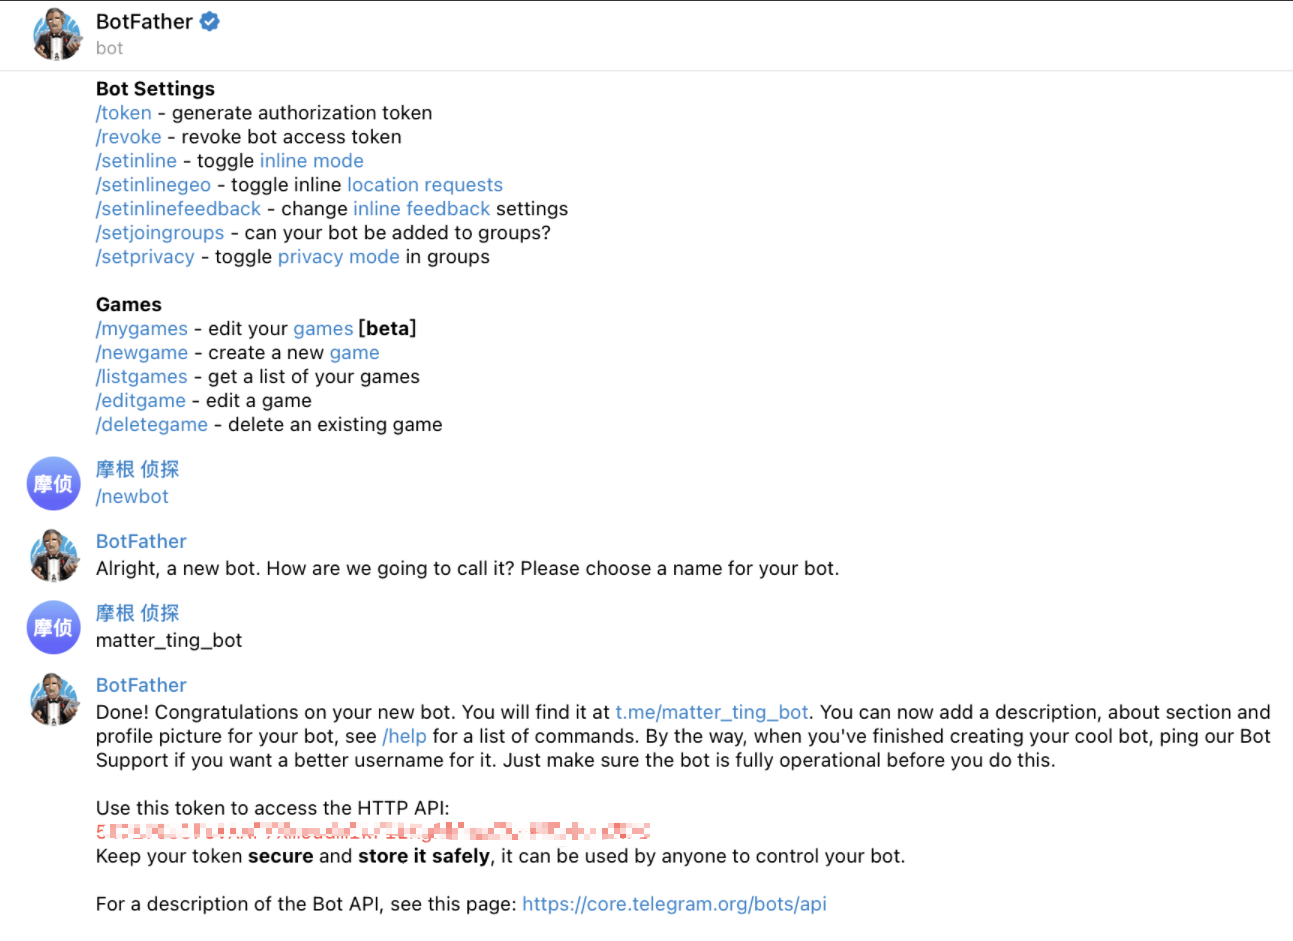 BotFather
bot
Bot Settings
/token - generate authorization token
/revoke - revoke bot access token
/setinline - toggle inline mode
/setinlinegeo - toggle inline location requests
/setinlinefeedback - change inline feedback settings
/setjoingroups - can your bot be added to groups?
/setprivacy - toggle privacy mode in groups
Games
/mygames - edit your games [beta]
/newgame - create a new game
/listgames - get a list of your games
/editgame - edit a game
/deletegame - delete an existing game
摩侦
摩根 侦探
/newbot
BotFather
Alright, a new bot. How are we going to call it? Please choose a name for your bot.
摩侦
摩根 侦探
matter_ting_bot
BotFather
Done! Congratulations on your new bot. You will find it at t.me/matter_ting_bot. You can now add a description, about section and
profile picture for your bot, see /help for a list of commands. By the way, when you've finished creating your cool bot, ping our Bot
Support if you want a better username for it. Just make sure the bot is fully operational before you do this.
Use this token to access the HTTP API:
Keep your token secure and store it safely, it can be used by anyone to control your bot.
For a description of the Bot API, see this page: https://core.telegram.org/bots/api